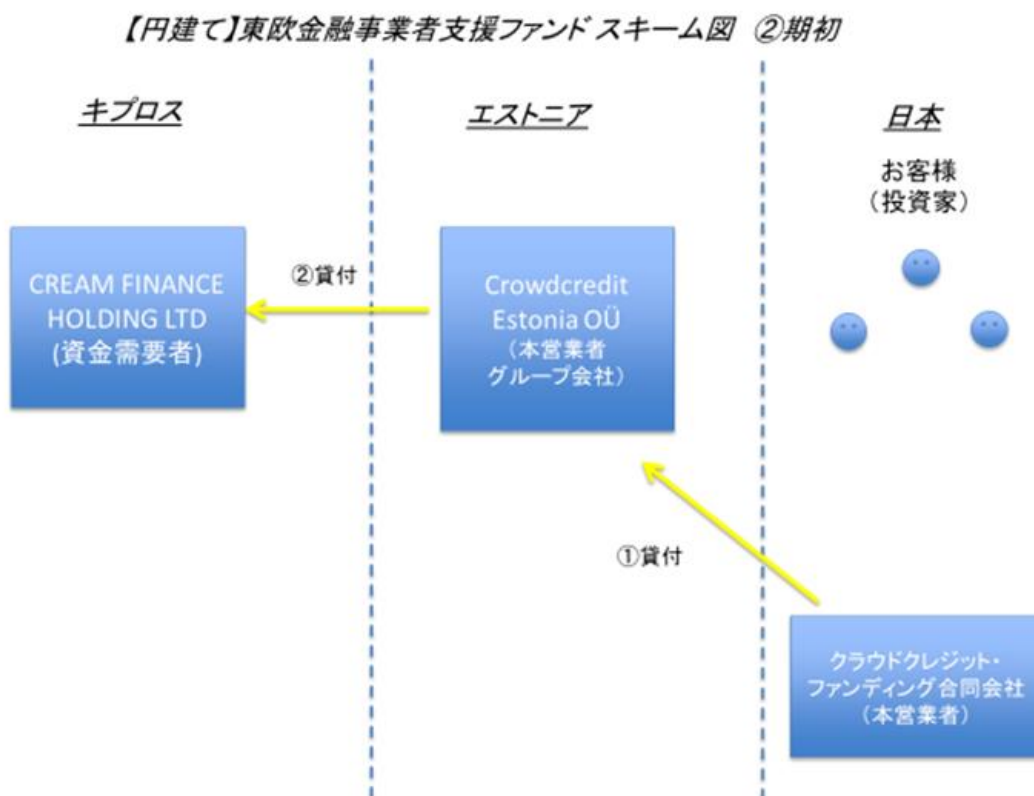 【円建て】東欧金融事業者支援ファンド スキーム図 ②期初
キプロス
エストニア
日本
お客様
（投資家）
CREAM FINANCE
HOLDING LTD
(資金需要者)
②貸付
Crowdcredit
Estonia OÜ
（本営業者
グループ会社）
①貸付
クラウドクレジット・
ファンディング合同会社
（本営業者）